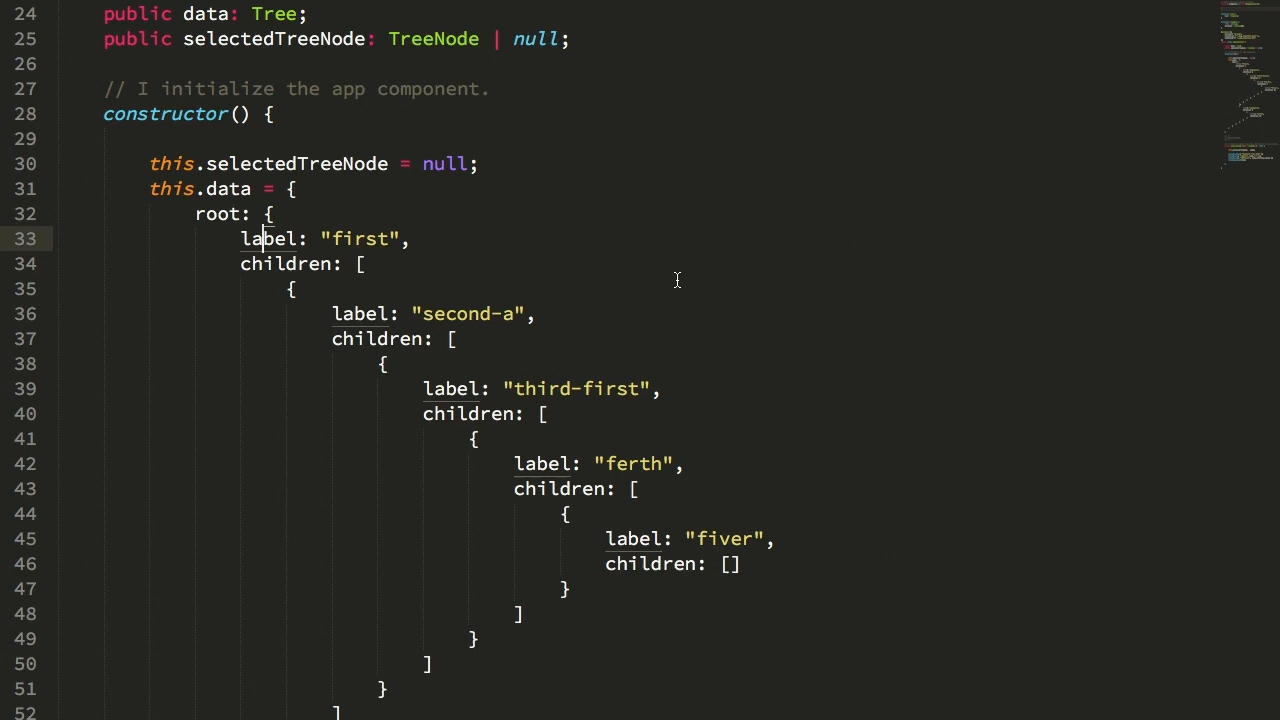 24 public data: Tree;
25 public selectedTreeNode: TreeNode | null;
26
27 // I initialize the app component.
28 constructor() {
29
30 this.selectedTreeNode = null;
31 this.data = {
32 root: {
33 label: "first",
34 children: [
35 {
36 label: "second-a",
37 children: [
38 {
39 label: "third-first",
40 children: [
41 {
42 label: "ferth",
43 children: [
44 {
45 label: "fiver",
46 children: []
47 }
48 ]
49 }
50 ]
51 }
52 ]